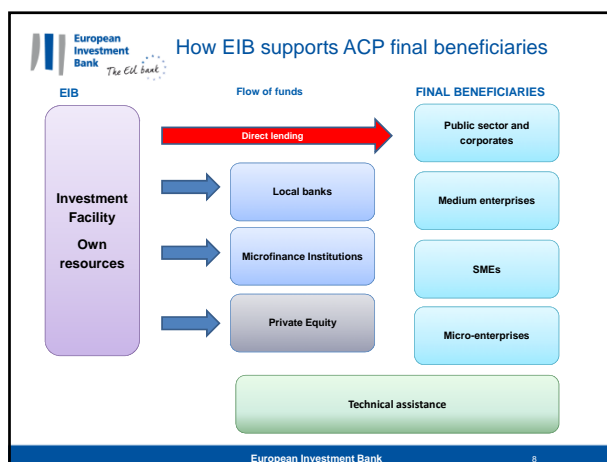 European
Investment
Bank
The EU bank
How EIB supports ACP final beneficiaries
EIB
Flow of funds
FINAL BENEFICIARIES
Direct lending
Public sector and
corporates
Investment
Facility
Own
resources
Local banks
Medium enterprises
Microfinance Institutions
SMEs
Private Equity
Micro-enterprises
Technical assistance
European Investment Bank
8